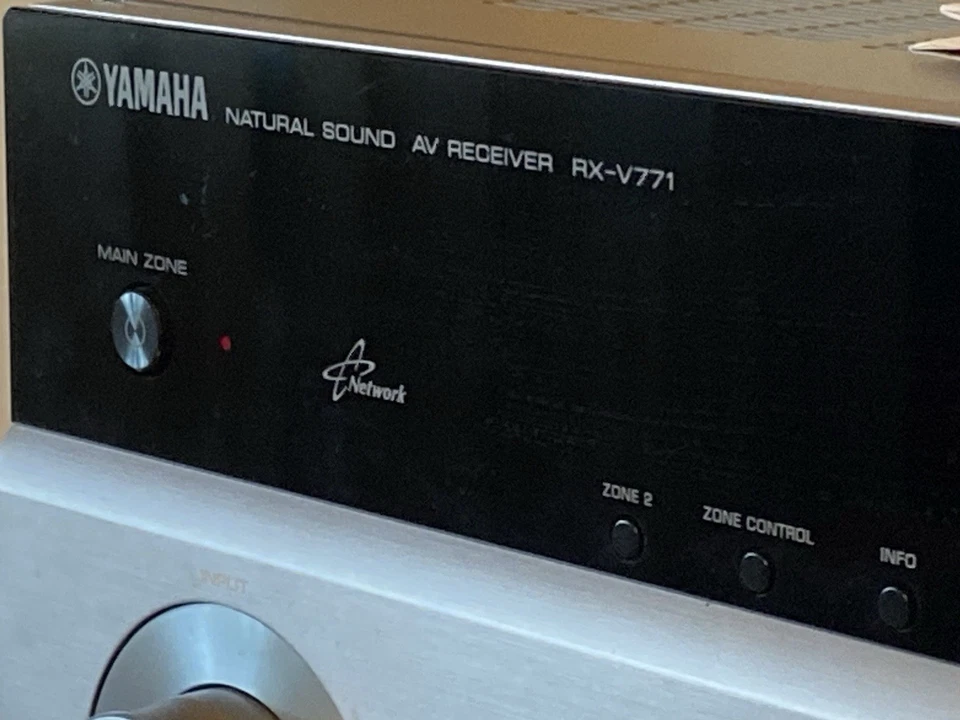 YAMAHA NATURAL SOUND AV RECEIVER RX-V771
MAIN ZONE
Network
ZONE 2
ZONE CONTROL
INFO
INPUT